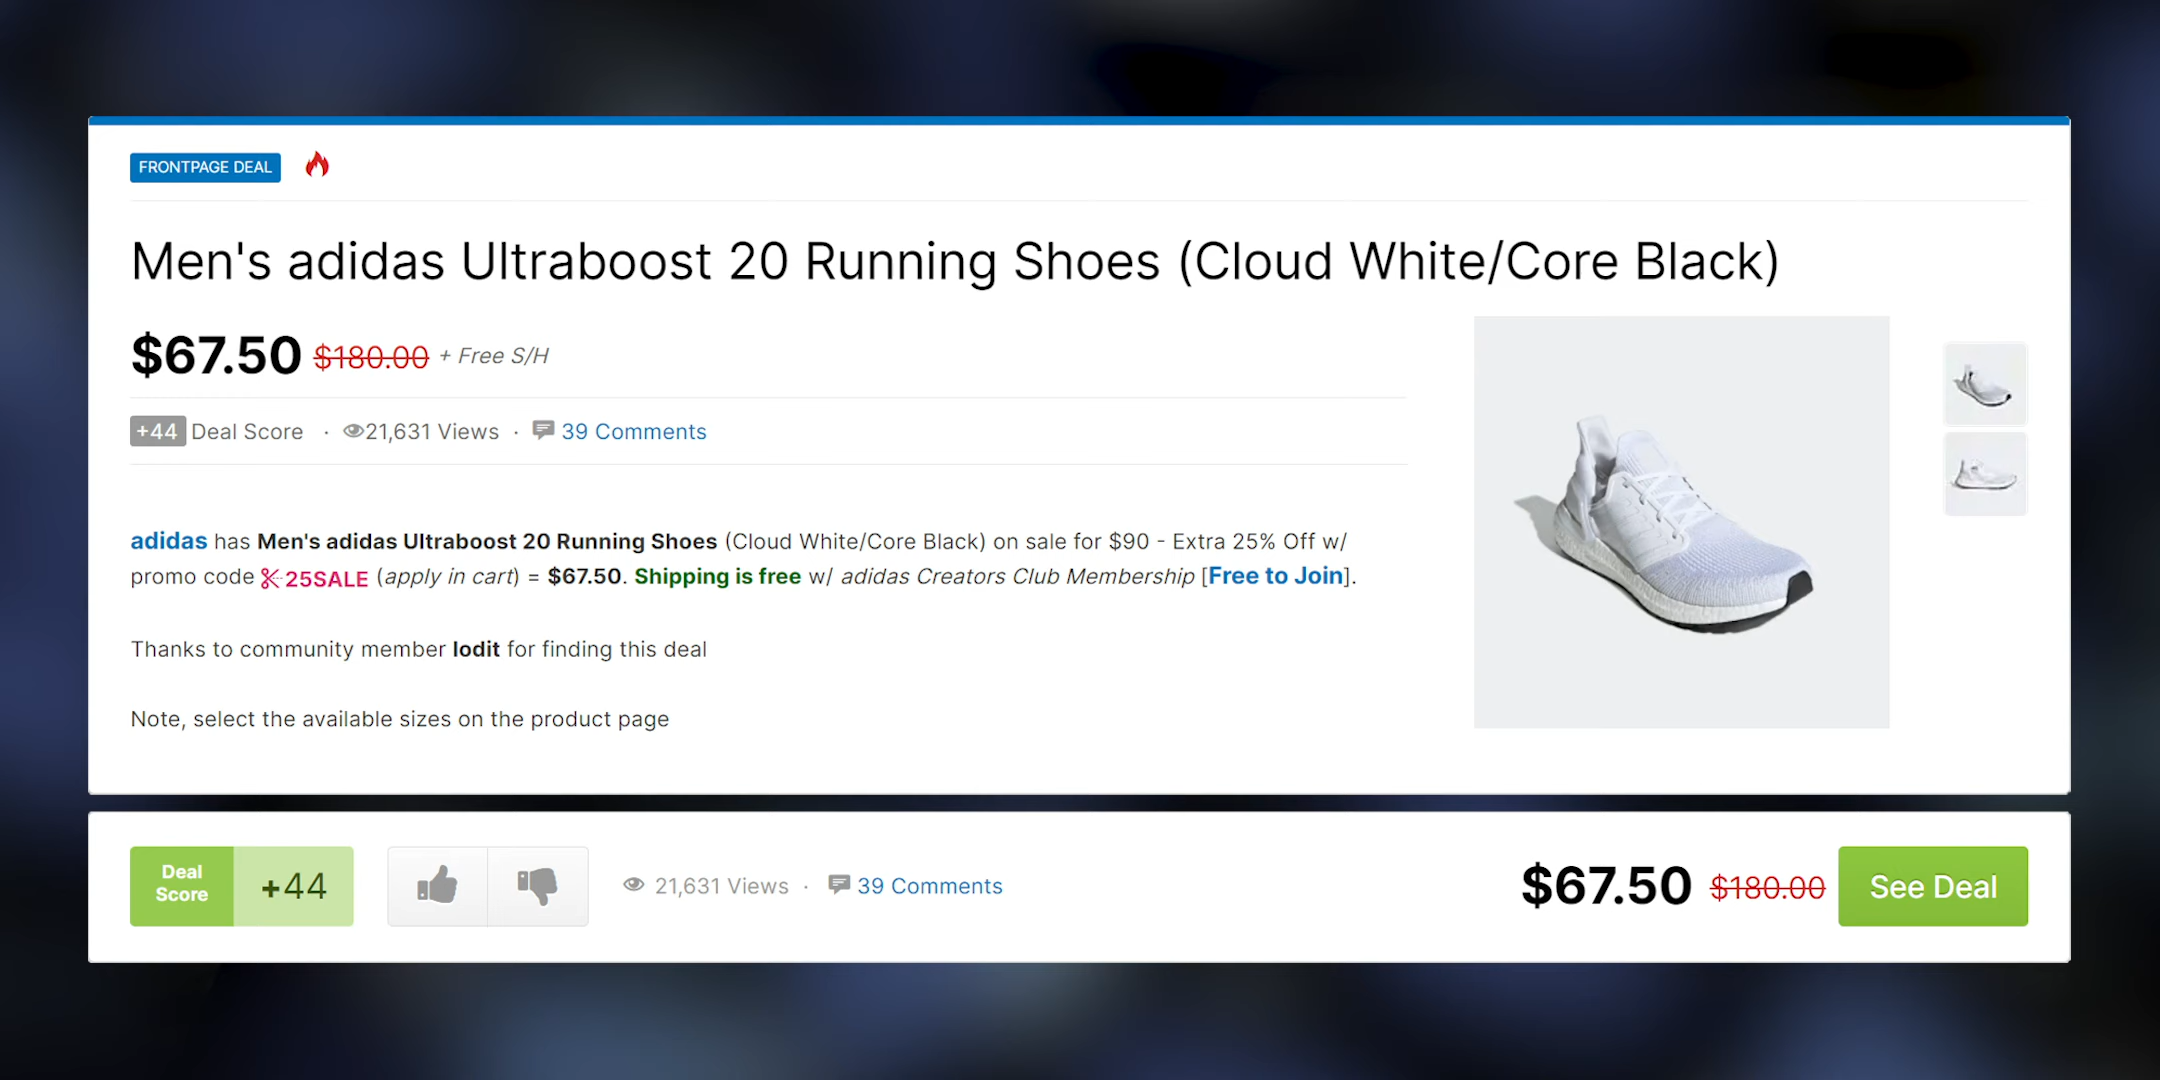 FRONTPAGE DEAL
Men's adidas Ultraboost 20 Running Shoes (Cloud White/Core Black)
$67.50 $180.00 + Free S/H
+44 Deal Score · 21,631 Views · 39 Comments
adidas has Men's adidas Ultraboost 20 Running Shoes (Cloud White/Core Black) on sale for $90 - Extra 25% Off w/
promo code 25SALE (apply in cart) = $67.50. Shipping is free w/ adidas Creators Club Membership [Free to Join].
Thanks to community member Iodit for finding this deal
Note, select the available sizes on the product page
Deal
Score
+44
21,631 Views · 39 Comments
$67.50 $180.00 See Deal